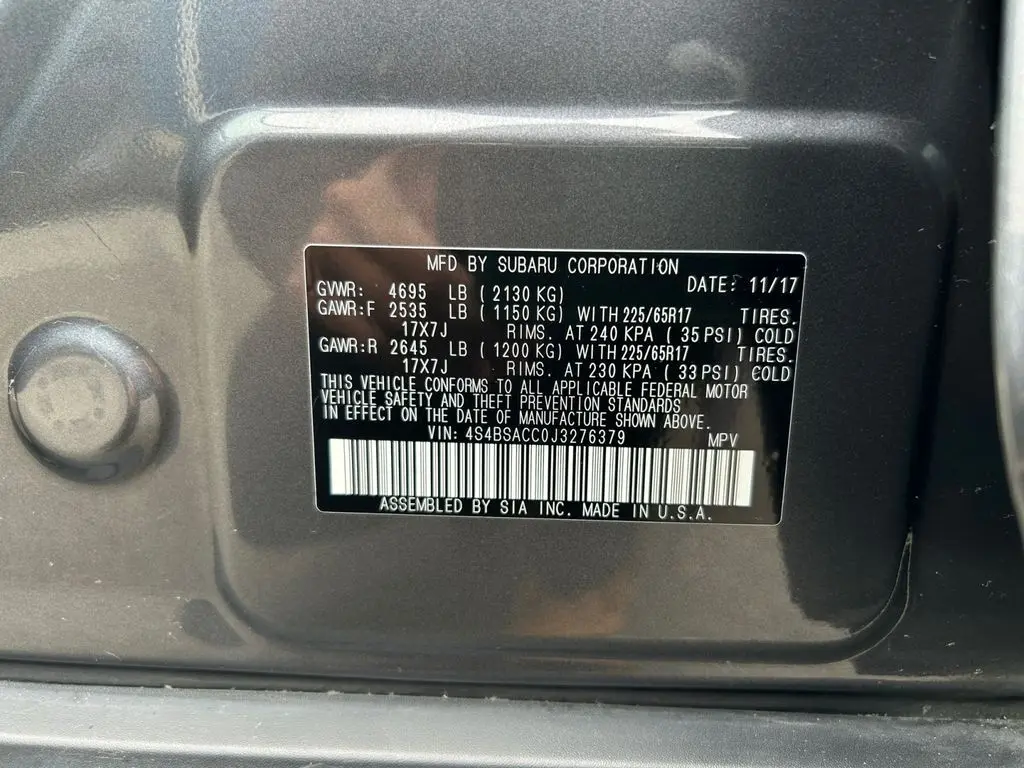 MFD BY SUBARU CORPORATION
DATE: 11/17
GVWR: 4695 LB ( 2130 KG)
GAWR:F 2535 LB ( 1150 KG) WITH 225/65R17 TIRES.
17X7J RIMS. AT 240 KPA ( 35 PSI) COLD
GAWR:R 2645 LB ( 1200 KG) WITH 225/65R17 TIRES.
17X7J RIMS. AT 230 KPA ( 33 PSI) COLD
THIS VEHICLE CONFORMS TO ALL APPLICABLE FEDERAL MOTOR
VEHICLE SAFETY AND THEFT PREVENTION STANDARDS
IN EFFECT ON THE DATE OF MANUFACTURE SHOWN ABOVE.
VIN: 4S4BSACC0J3276379 MPV
ASSEMBLED BY SIA INC. MADE IN U.S.A.